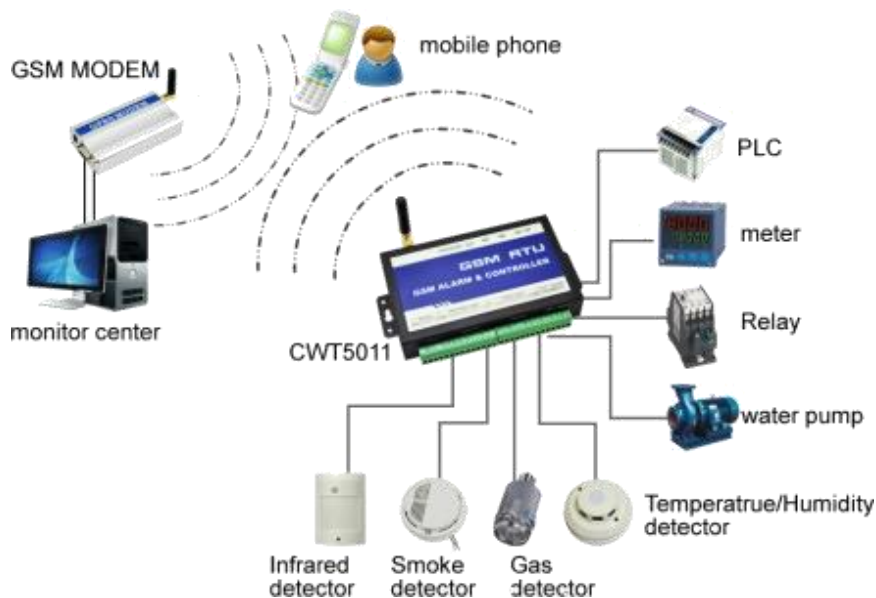 mobile phone
GSM MODEM
monitor center
GSM RTU
GSM ALARM & CONTROLLER
CWT5011
PLC
meter
Relay
water pump
Temperatrue/Humidity
detector
Infrared
detector
Smoke
detector
Gas
detector